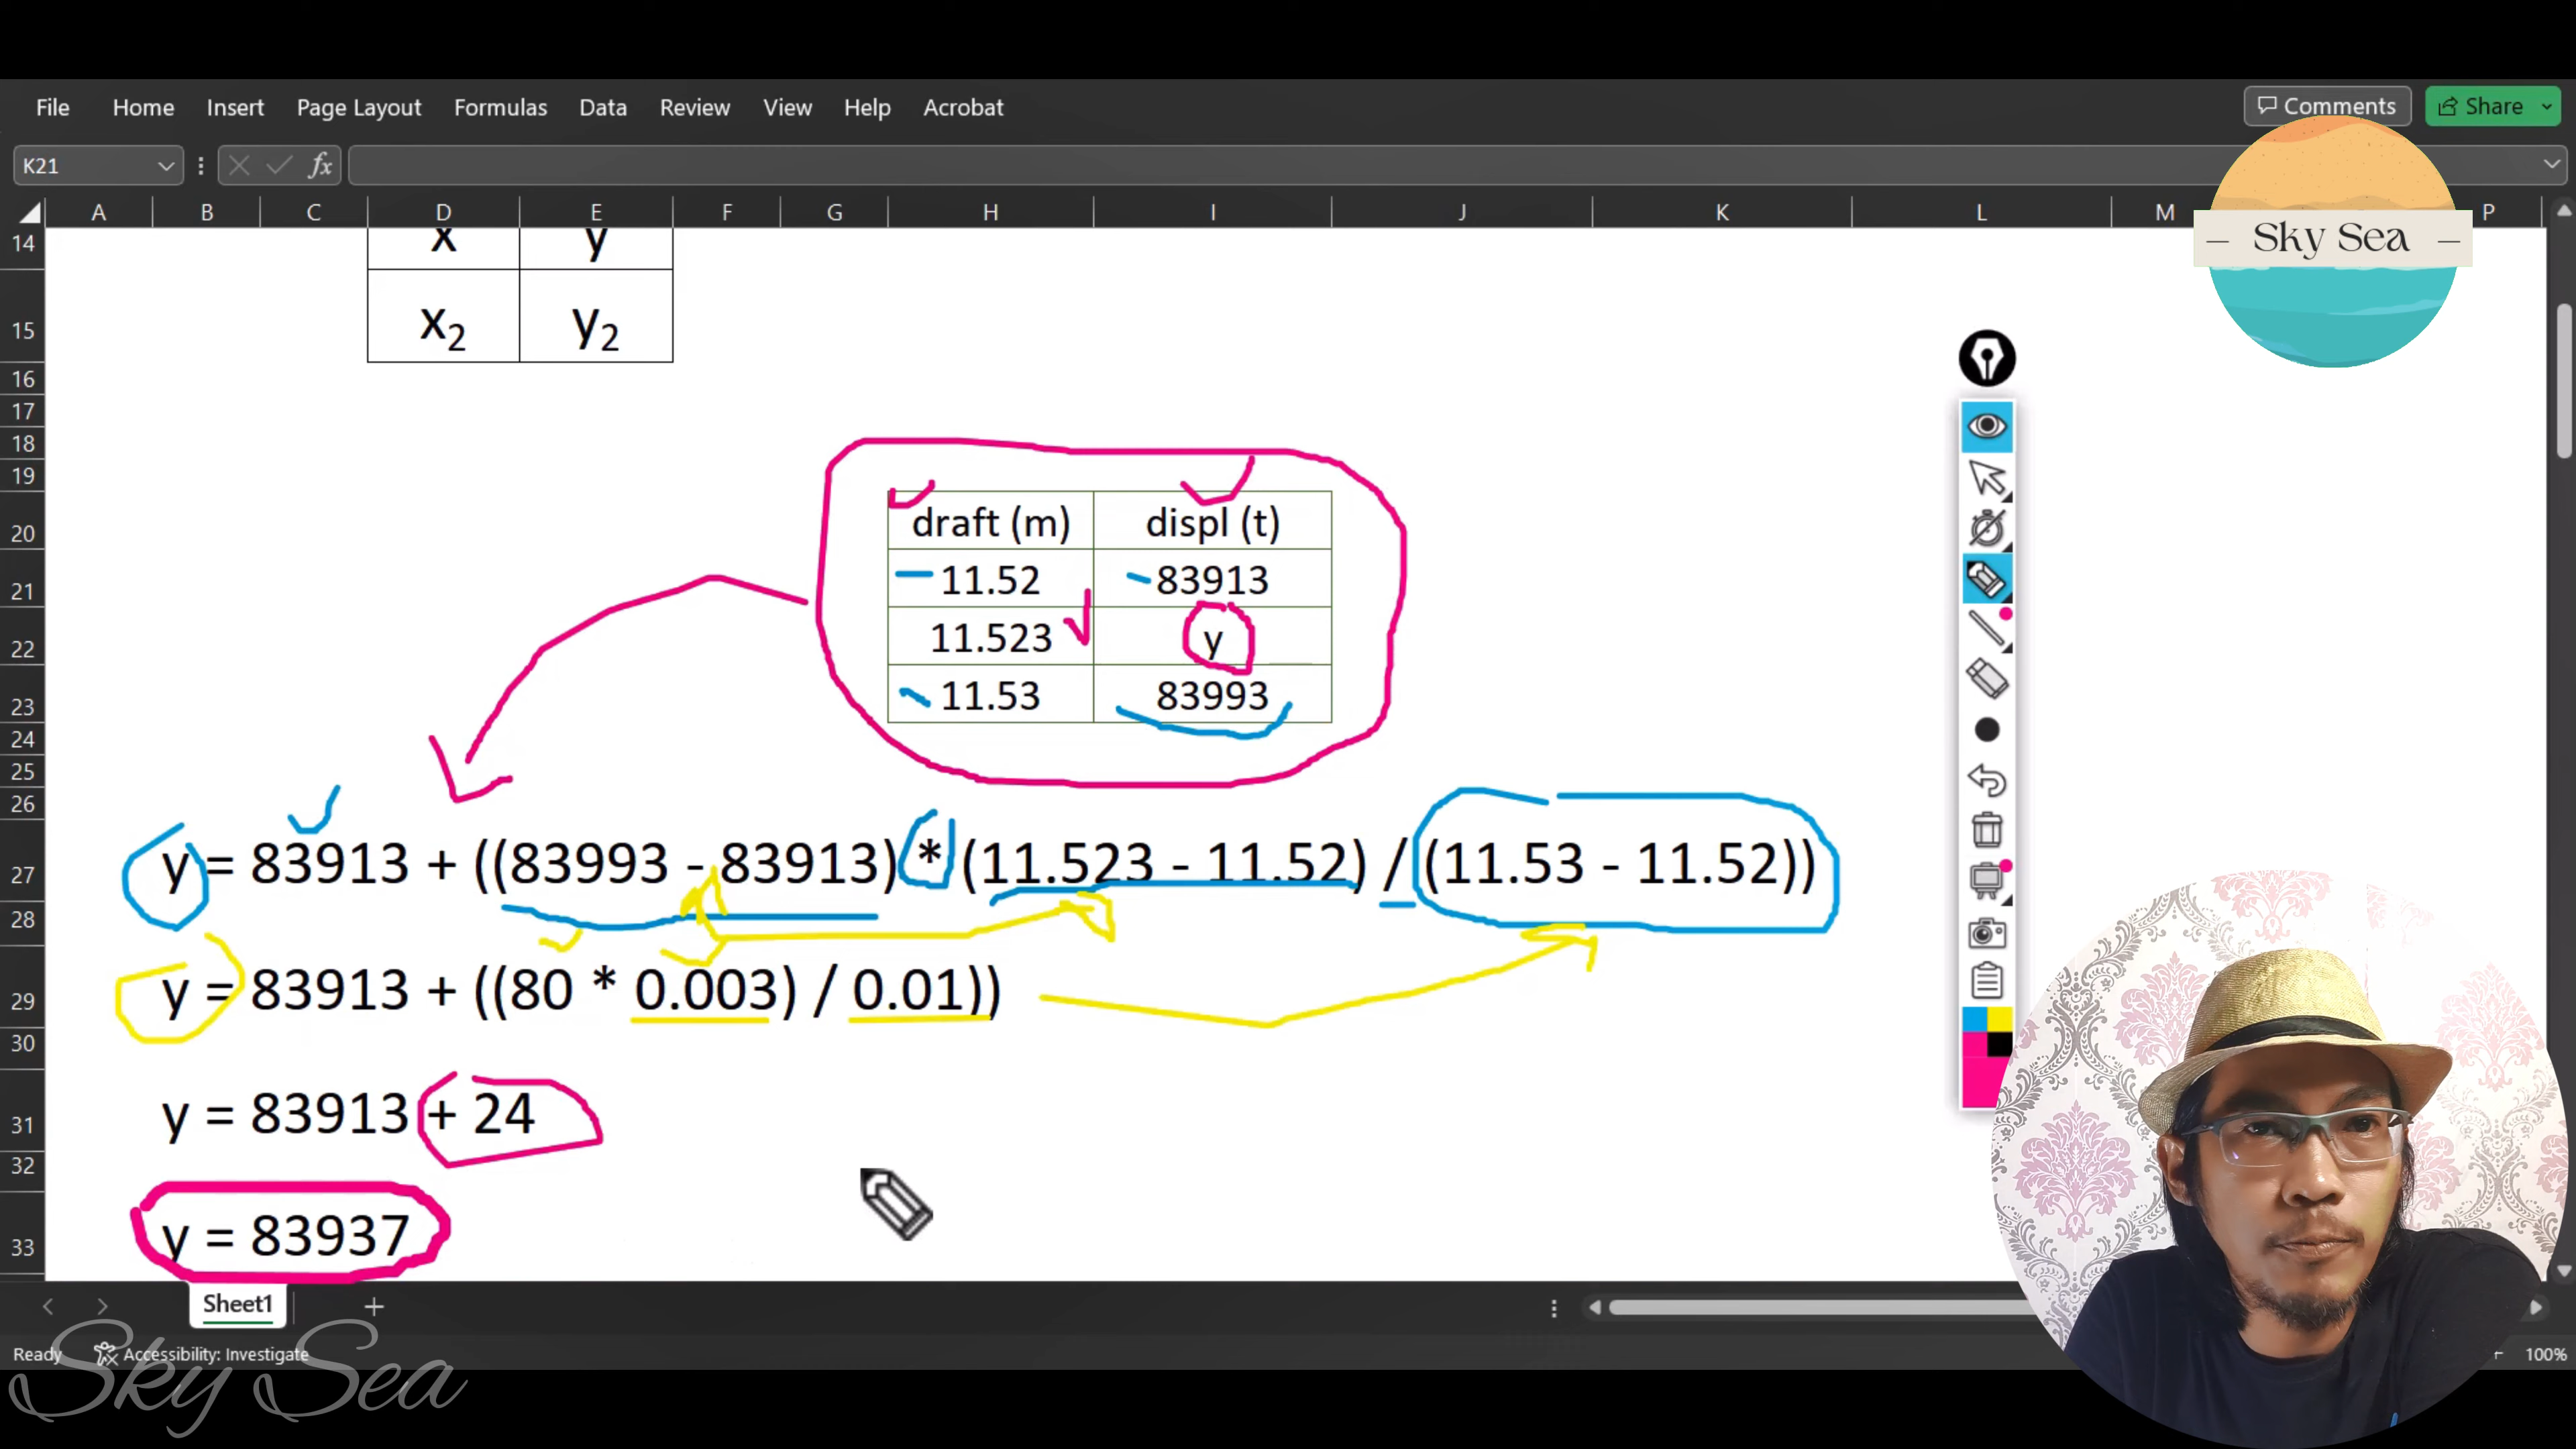 File Home Insert Page Layout Formulas Data Review View Help Acrobat Comments Share
K21 fx
A B C D E F G H I J K L M P
— Sky Sea —
14 x y
15 x2 y2
16
17
18
19
20 draft (m) displ (t)
21 11.52 83913
22 11.523 y
23 11.53 83993
24
25
26
27 y = 83913 + ((83993 - 83913) * (11.523 - 11.52) / (11.53 - 11.52))
28
29 y = 83913 + ((80 * 0.003) / 0.01))
30
31 y = 83913 + 24
32
33 y = 83937
Sheet1 +
Ready Accessibility: Investigate 100%
Sky Sea